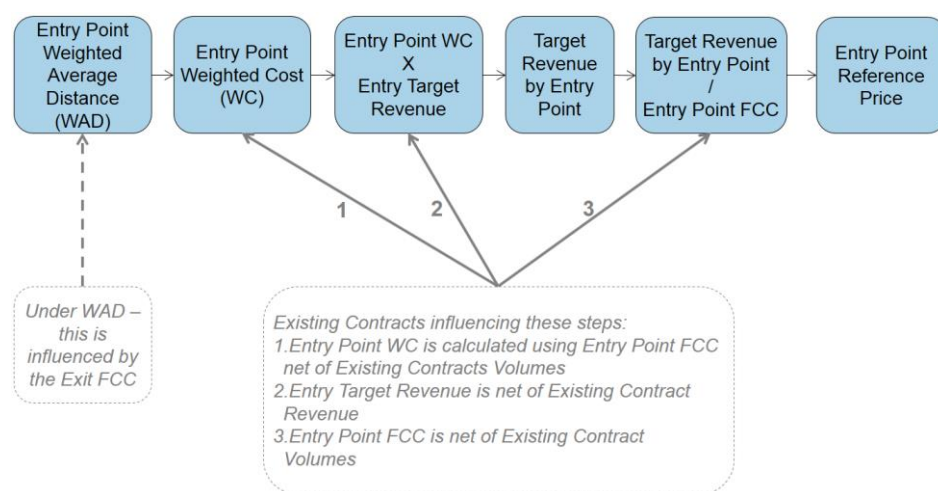 Entry Point
Weighted
Average
Distance
(WAD)
Entry Point
Weighted Cost
(WC)
Entry Point WC
X
Entry Target
Revenue
Target
Revenue
by Entry
Point
Target Revenue
by Entry Point
/
Entry Point FCC
Entry Point
Reference
Price
1
2
3
Under WAD –
this is
influenced by
the Exit FCC
Existing Contracts influencing these steps:
1.Entry Point WC is calculated using Entry Point FCC
net of Existing Contracts Volumes
2.Entry Target Revenue is net of Existing Contract
Revenue
3.Entry Point FCC is net of Existing Contract
Volumes